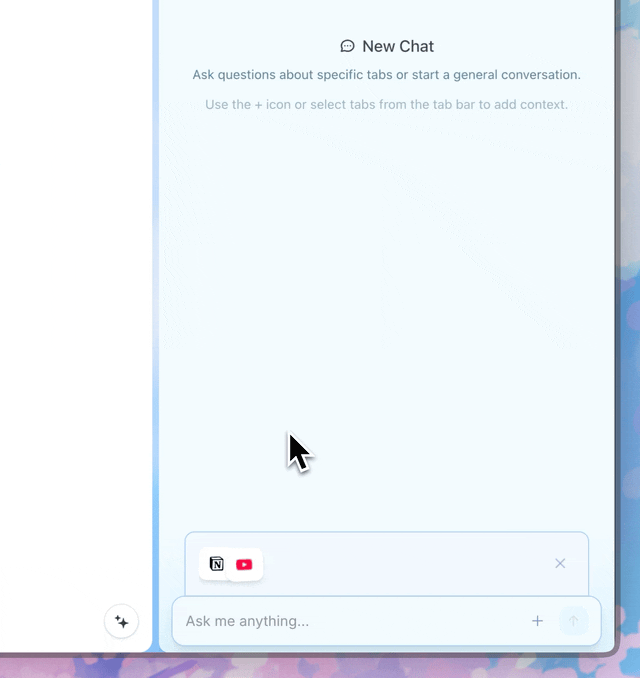 New Chat
Ask questions about specific tabs or start a general conversation.
Use the + icon or select tabs from the tab bar to add context.
N
Ask me anything...